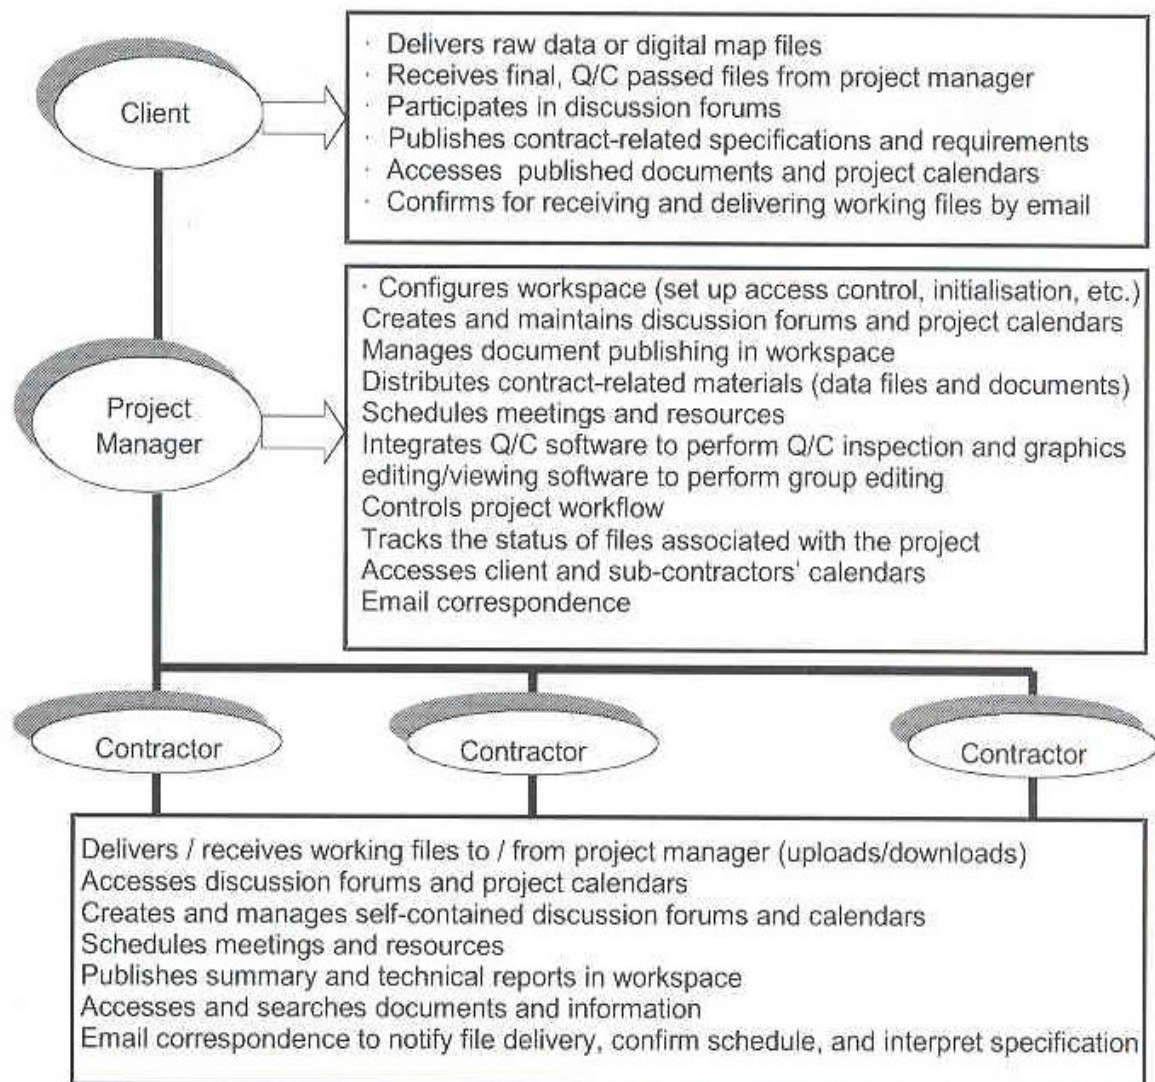 Client
· Delivers raw data or digital map files
· Receives final, Q/C passed files from project manager
· Participates in discussion forums
· Publishes contract-related specifications and requirements
· Accesses published documents and project calendars
· Confirms for receiving and delivering working files by email
Project
Manager
· Configures workspace (set up access control, initialisation, etc.)
Creates and maintains discussion forums and project calendars
Manages document publishing in workspace
Distributes contract-related materials (data files and documents)
Schedules meetings and resources
Integrates Q/C software to perform Q/C inspection and graphics
editing/viewing software to perform group editing
Controls project workflow
Tracks the status of files associated with the project
Accesses client and sub-contractors' calendars
Email correspondence
Contractor
Contractor
Contractor
Delivers / receives working files to / from project manager (uploads/downloads)
Accesses discussion forums and project calendars
Creates and manages self-contained discussion forums and calendars
Schedules meetings and resources
Publishes summary and technical reports in workspace
Accesses and searches documents and information
Email correspondence to notify file delivery, confirm schedule, and interpret specification